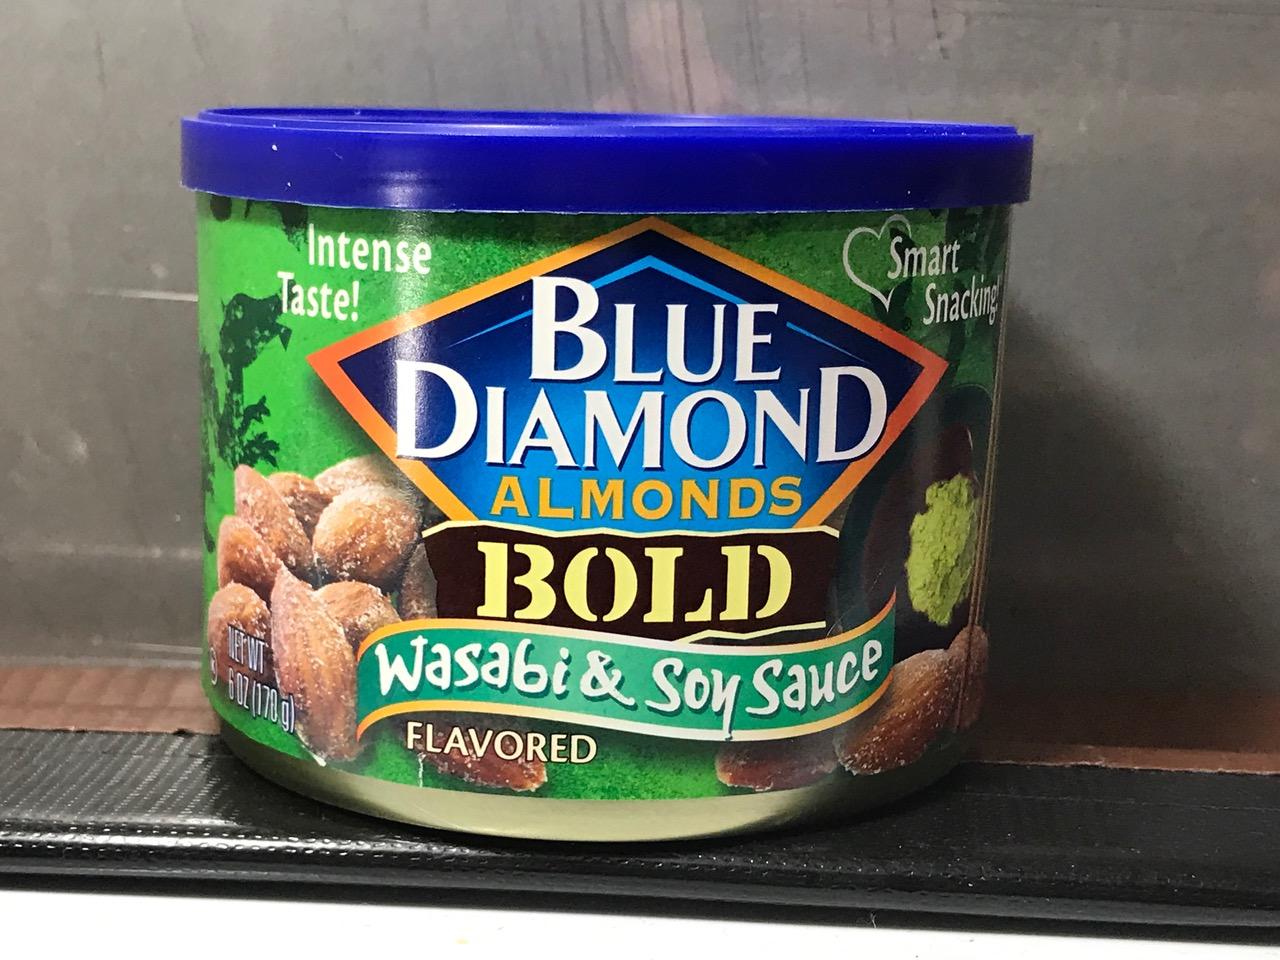 Intense
Taste!
Smart
Snacking!
BLUE
DIAMOND
ALMONDS
BOLD
Wasabi & Soy Sauce
FLAVORED
NET WT
6 OZ (170 g)